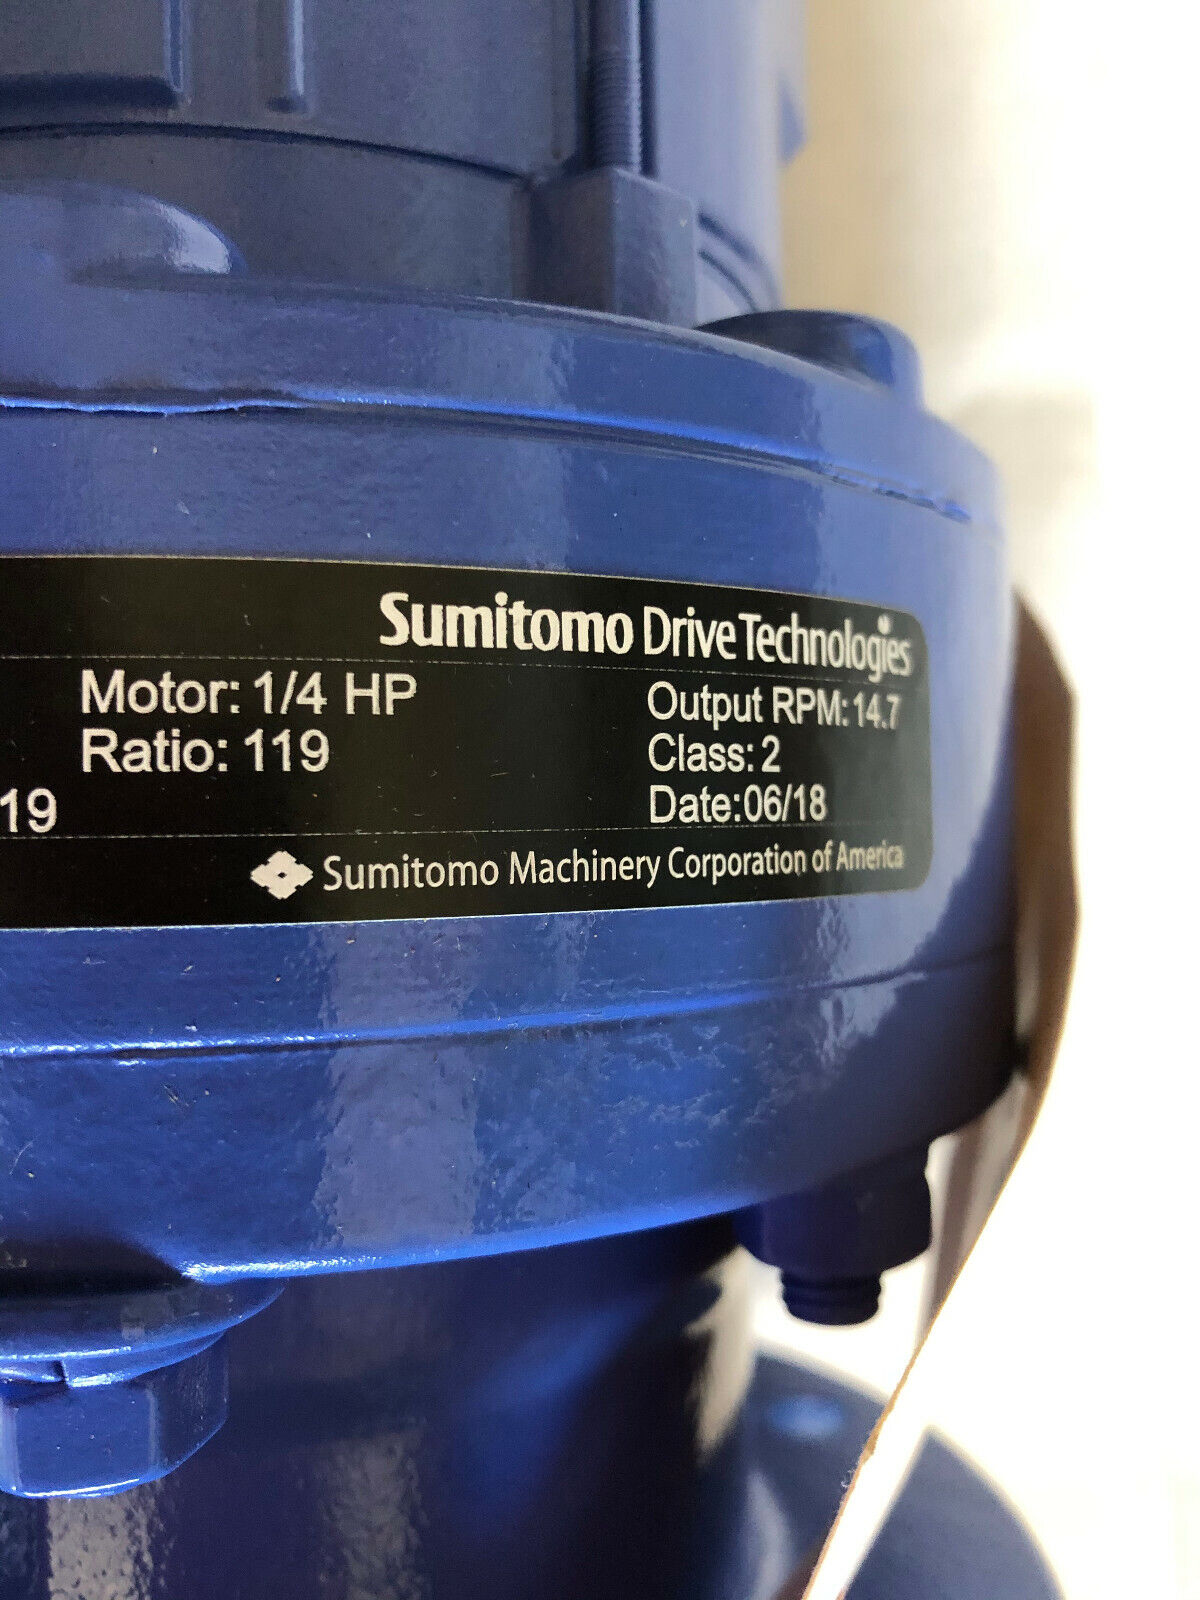 Sumitomo Drive Technologies
Motor: 1/4 HP
Output RPM: 14.7
Ratio: 119
Class: 2
19
Date:06/18
Sumitomo Machinery Corporation of America